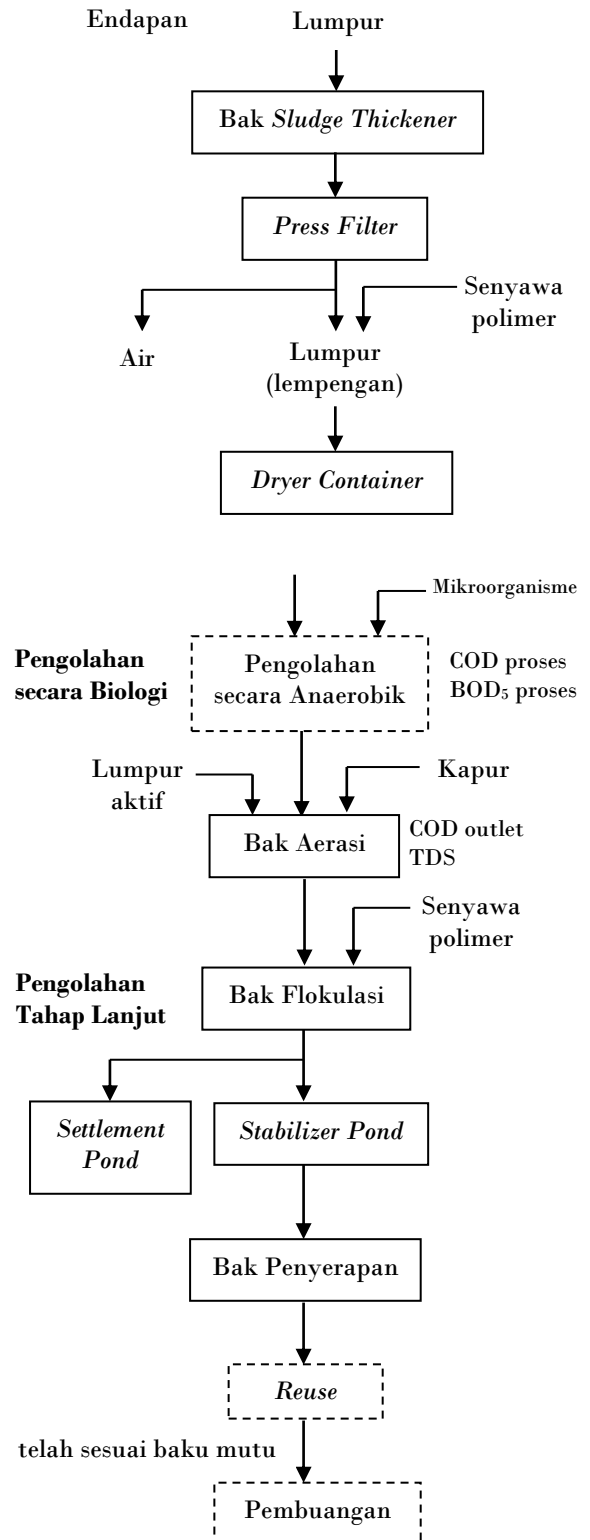 Endapan
Lumpur
Bak Sludge Thickener
Press Filter
Senyawa
polimer
Air
Lumpur
(lempengan)
Dryer Container
Mikroorganisme
Pengolahan
secara Biologi
Pengolahan
secara Anaerobik
COD proses
BOD₅ proses
Lumpur
aktif
Kapur
Bak Aerasi
COD outlet
TDS
Senyawa
polimer
Pengolahan
Tahap Lanjut
Bak Flokulasi
Settlement
Pond
Stabilizer Pond
Bak Penyerapan
Reuse
telah sesuai baku mutu
Pembuangan